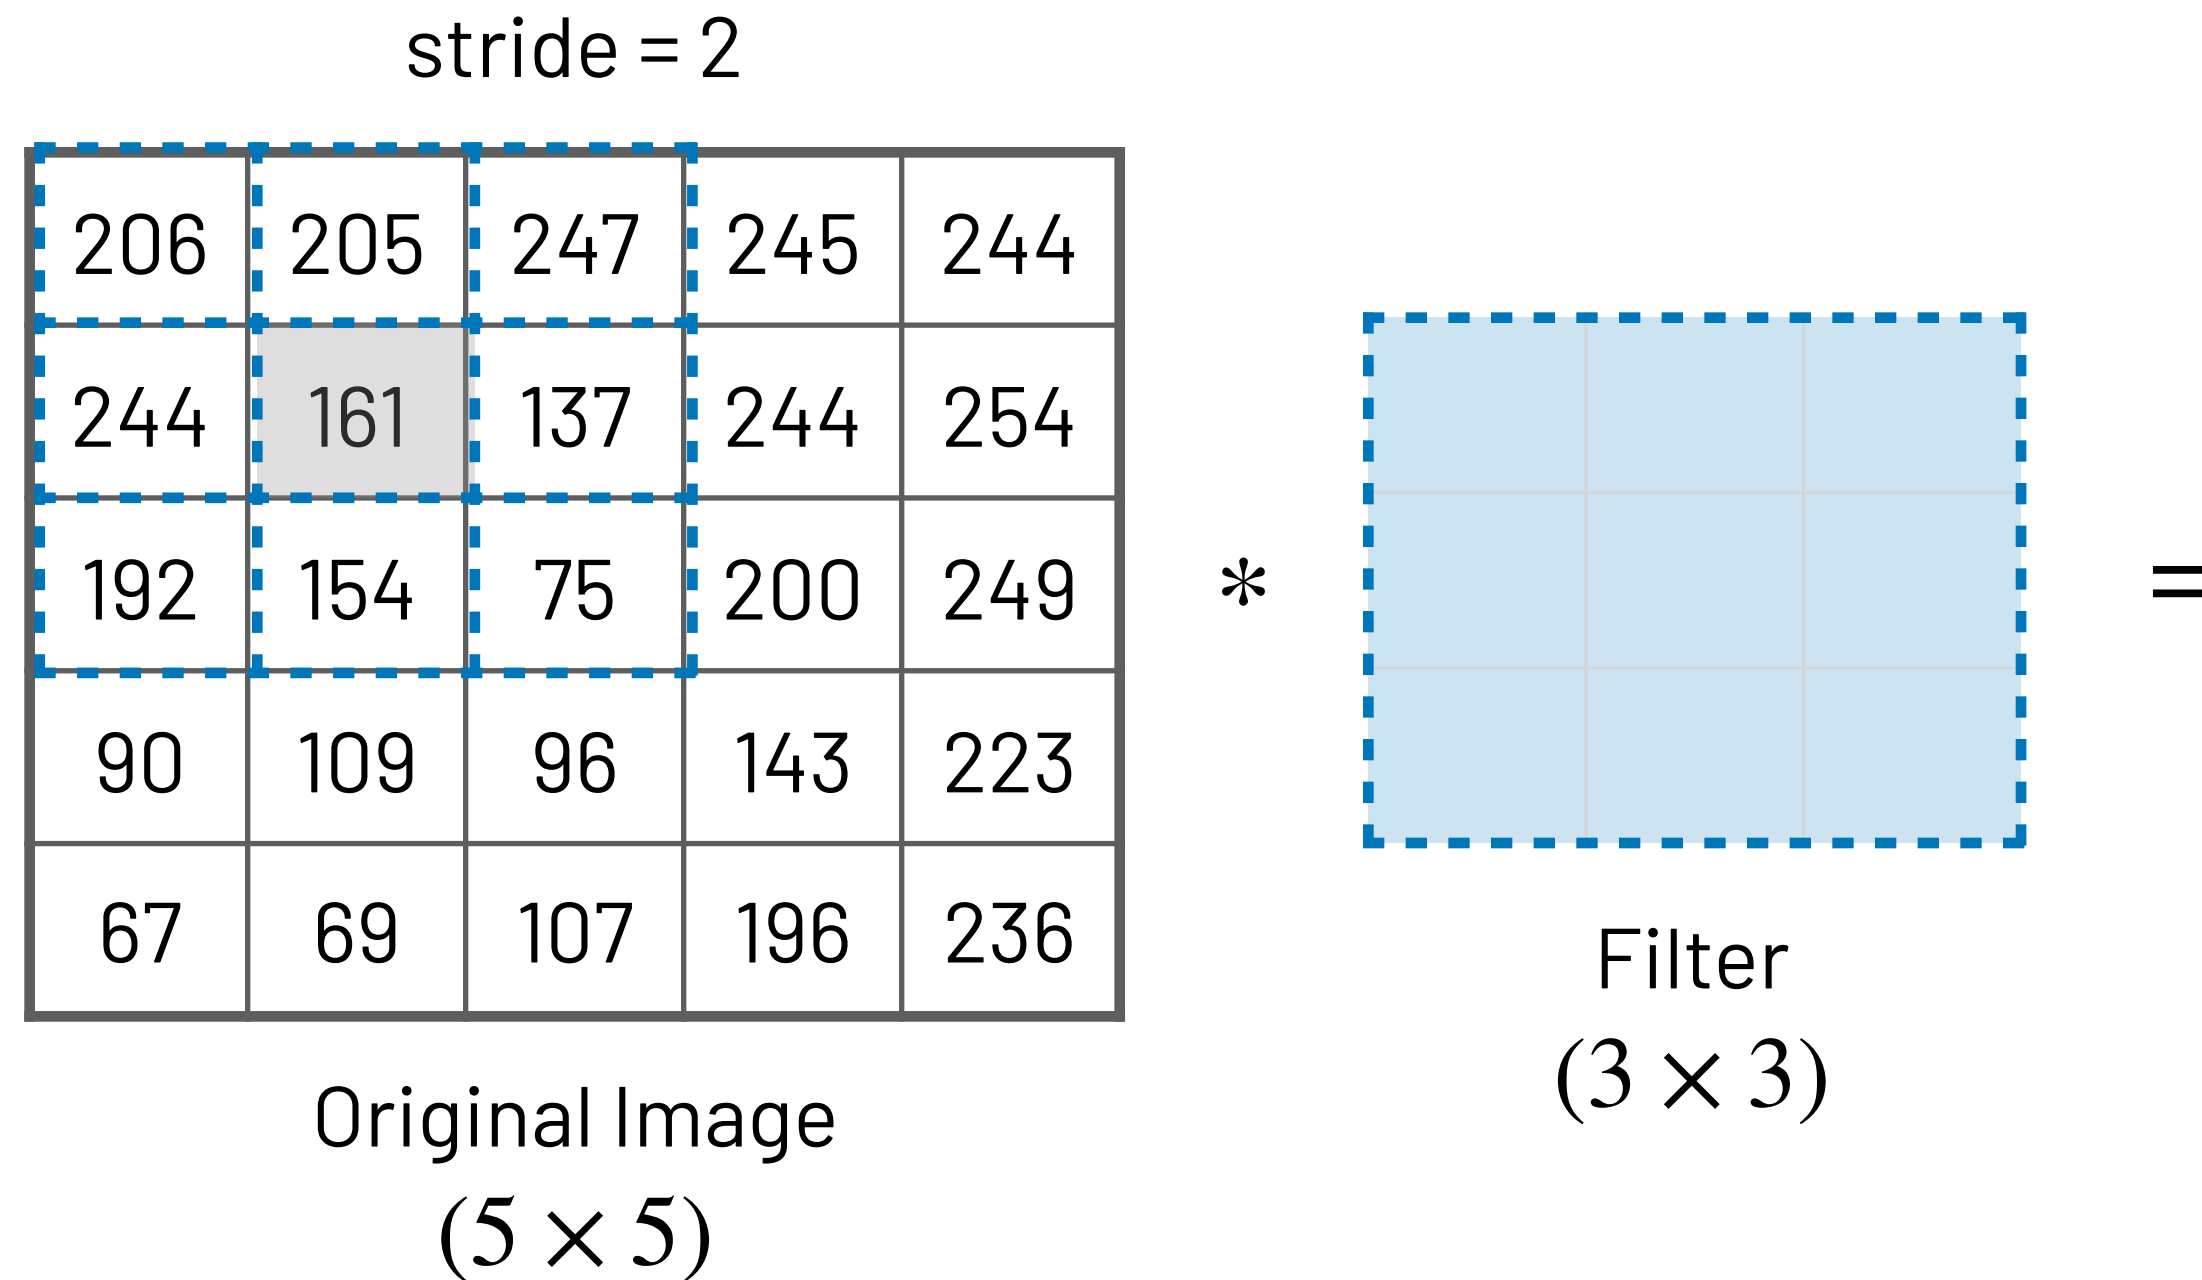 stride = 2
206 205 247 245 244
244 161 137 244 254
192 154 75 200 249
90 109 96 143 223
67 69 107 196 236
* =
Filter
(3 × 3)
Original Image
(5 × 5)